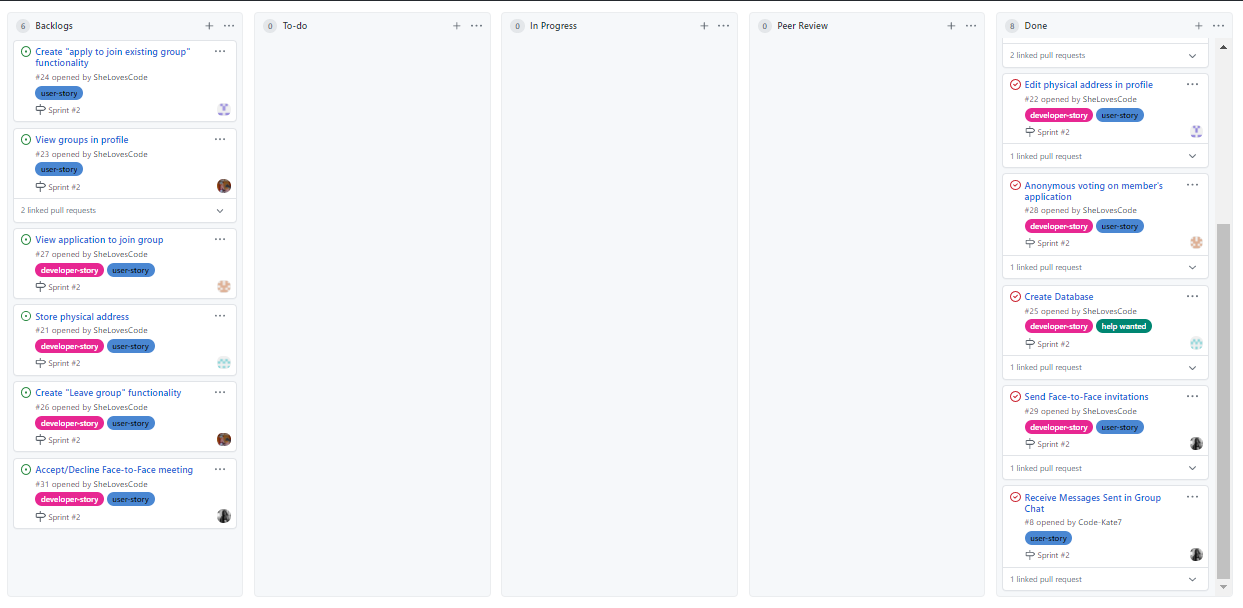 6 Backlogs
Create "apply to join existing group"
functionality
#24 opened by SheLovesCode
user-story
Sprint #2
View groups in profile
#23 opened by SheLovesCode
user-story
Sprint #2
2 linked pull requests
View application to join group
#27 opened by SheLovesCode
developer-story user-story
Sprint #2
Store physical address
#21 opened by SheLovesCode
developer-story user-story
Sprint #2
Create "Leave group" functionality
#26 opened by SheLovesCode
developer-story user-story
Sprint #2
Accept/Decline Face-to-Face meeting
#31 opened by SheLovesCode
developer-story user-story
Sprint #2
0 To-do
0 In Progress
0 Peer Review
8 Done
2 linked pull requests
Edit physical address in profile
#22 opened by SheLovesCode
developer-story user-story
Sprint #2
1 linked pull request
Anonymous voting on member's
application
#28 opened by SheLovesCode
developer-story user-story
Sprint #2
1 linked pull request
Create Database
#25 opened by SheLovesCode
developer-story help wanted
Sprint #2
1 linked pull request
Send Face-to-Face invitations
#29 opened by SheLovesCode
developer-story user-story
Sprint #2
1 linked pull request
Receive Messages Sent in Group
Chat
#8 opened by Code-Kate7
user-story
Sprint #2
1 linked pull request